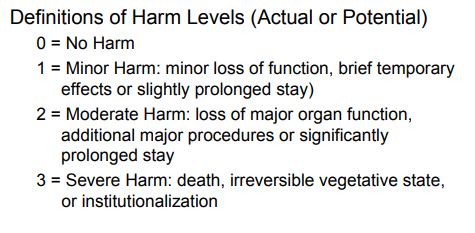 Definitions of Harm Levels (Actual or Potential)
0 = No Harm
1 = Minor Harm: minor loss of function, brief temporary
effects or slightly prolonged stay)
2 = Moderate Harm: loss of major organ function,
additional major procedures or significantly
prolonged stay
3 = Severe Harm: death, irreversible vegetative state,
or institutionalization